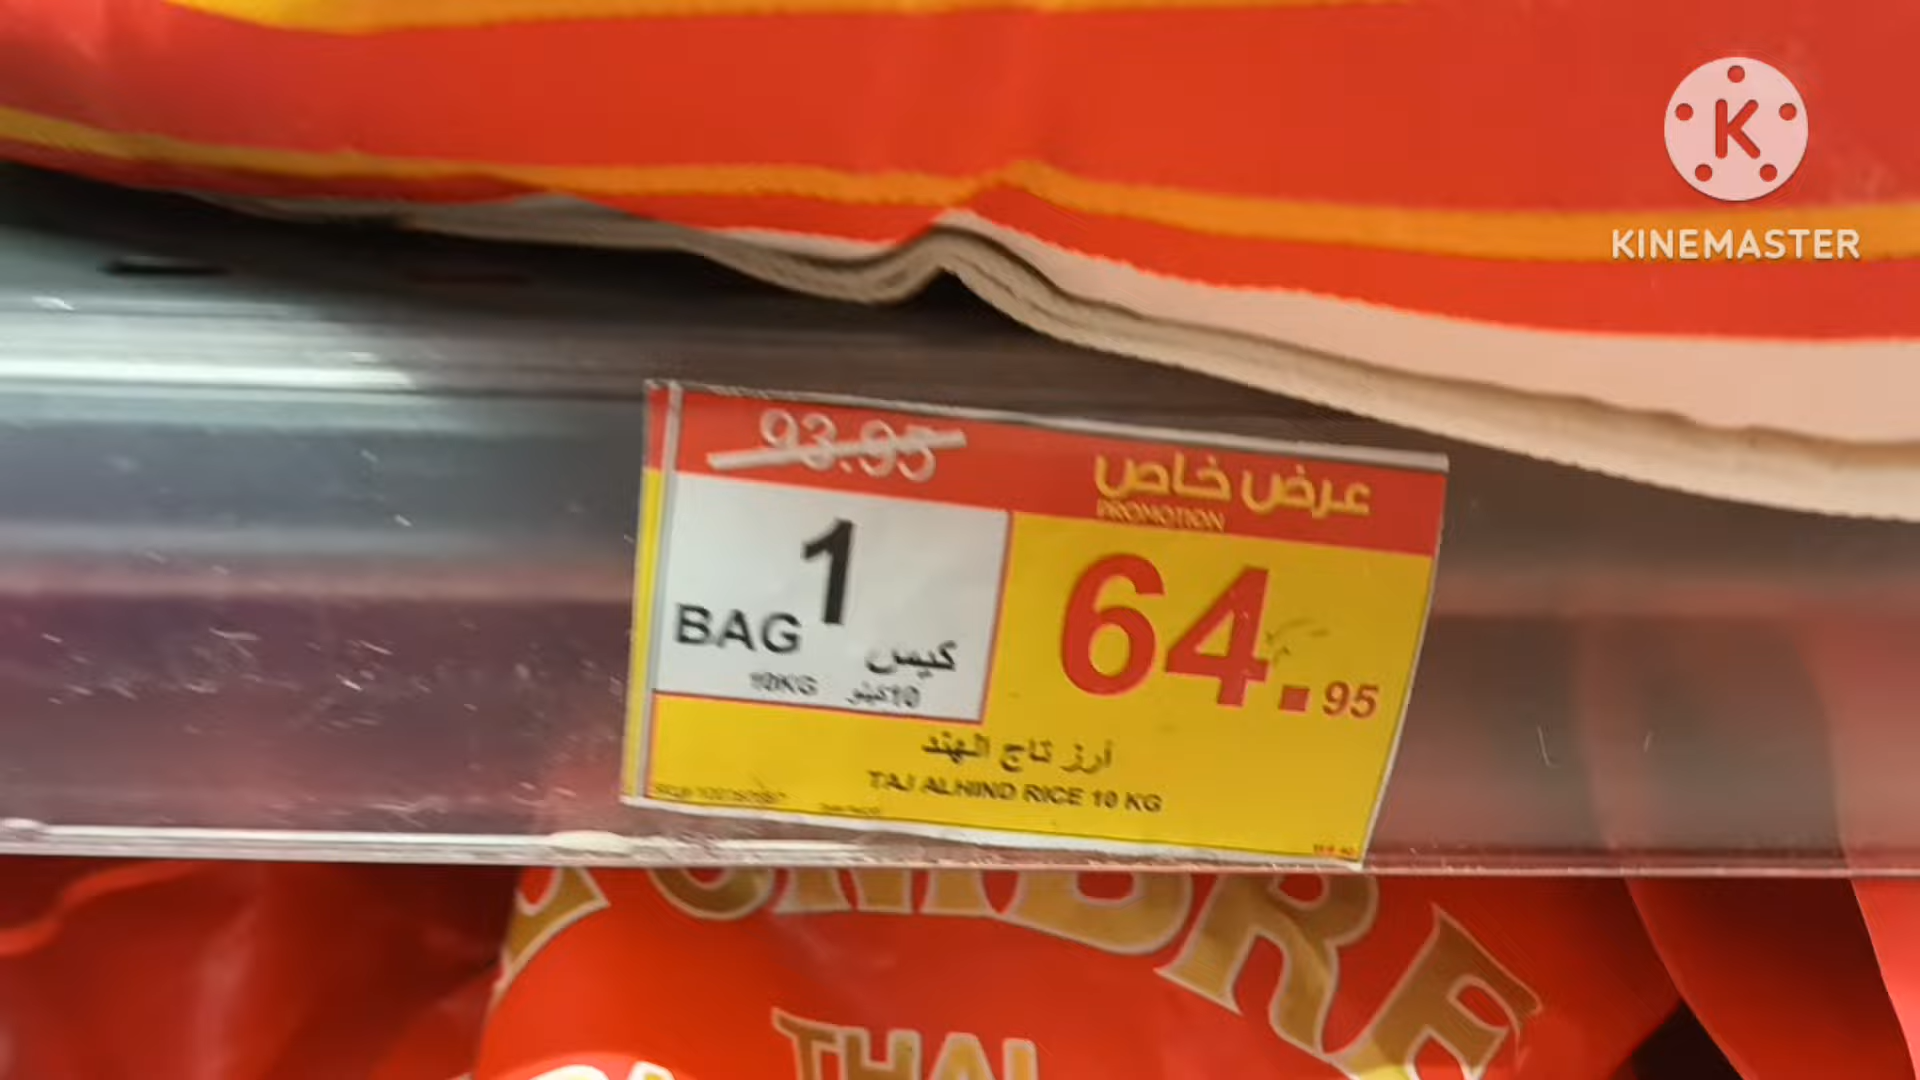 KINEMASTER
93.95
عرض خاص
PROMOTION
1
BAG
كيس
10KG
10كيلو
64.95
أرز تاج الهند
TAJ ALHIND RICE 10 KG
THAI